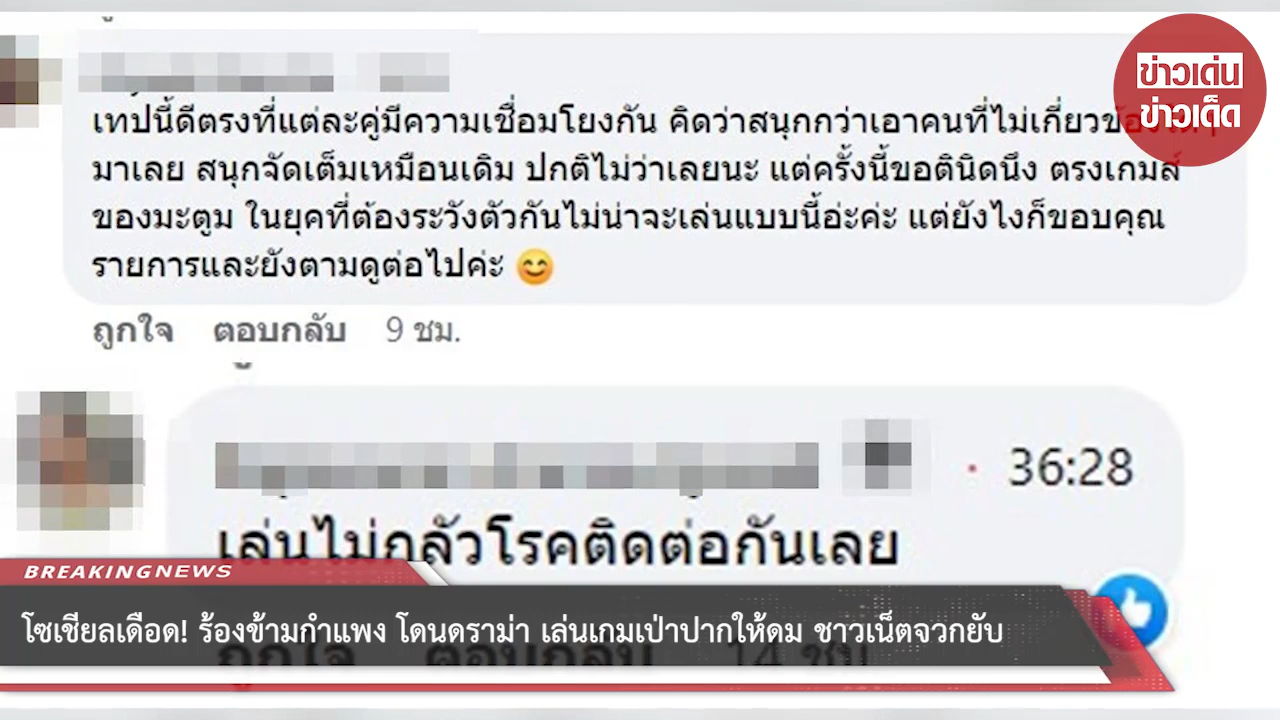 ข่าวเด่น
ข่าวเด็ด
เทปนี้ดีตรงที่แต่ละคู่มีความเชื่อมโยงกัน คิดว่าสนุกกว่าเอาคนที่ไม่เกี่ยวข้อง
มาเลย สนุกจัดเต็มเหมือนเดิม ปกติไม่ว่าเลยนะ แต่ครั้งนี้ขอตินิดนึง ตรงเกมส์
ของมะตูม ในยุคที่ต้องระวังตัวกันไม่น่าจะเล่นแบบนี้อ่ะค่ะ แต่ยังไงก็ขอบคุณ
รายการและยังตามดูต่อไปค่ะ 😊
ถูกใจ ตอบกลับ 9 ชม.
36:28
เล่นไม่กลัวโรคติดต่อกันเลย
BREAKINGNEWS
โซเชียลเดือด! ร้องข้ามกำแพง โดนดราม่า เล่นเกมเป่าปากให้ดม ชาวเน็ตจวกยับ
ถูกใจ ตอบกลับ 14 ชม.